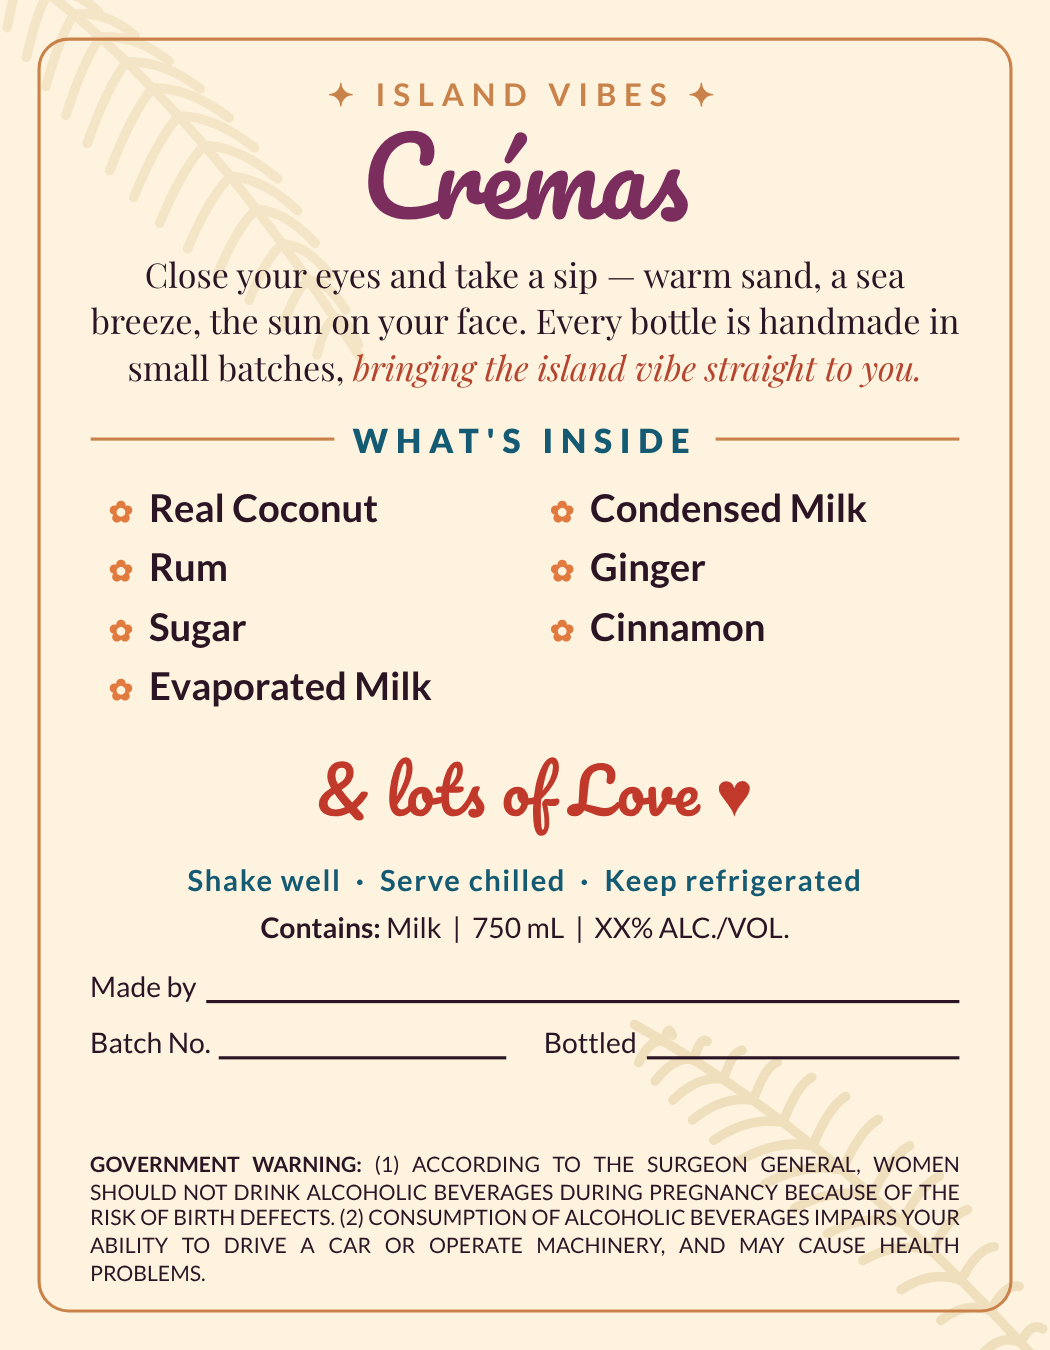 ✦ ISLAND VIBES ✦
Crémas
Close your eyes and take a sip — warm sand, a sea
breeze, the sun on your face. Every bottle is handmade in
small batches, bringing the island vibe straight to you.
WHAT'S INSIDE
✿ Real Coconut
✿ Rum
✿ Sugar
✿ Evaporated Milk
✿ Condensed Milk
✿ Ginger
✿ Cinnamon
& lots of Love ♥
Shake well · Serve chilled · Keep refrigerated
Contains: Milk | 750 mL | XX% ALC./VOL.
Made by
Batch No. Bottled
GOVERNMENT WARNING: (1) ACCORDING TO THE SURGEON GENERAL, WOMEN
SHOULD NOT DRINK ALCOHOLIC BEVERAGES DURING PREGNANCY BECAUSE OF THE
RISK OF BIRTH DEFECTS. (2) CONSUMPTION OF ALCOHOLIC BEVERAGES IMPAIRS YOUR
ABILITY TO DRIVE A CAR OR OPERATE MACHINERY, AND MAY CAUSE HEALTH
PROBLEMS.